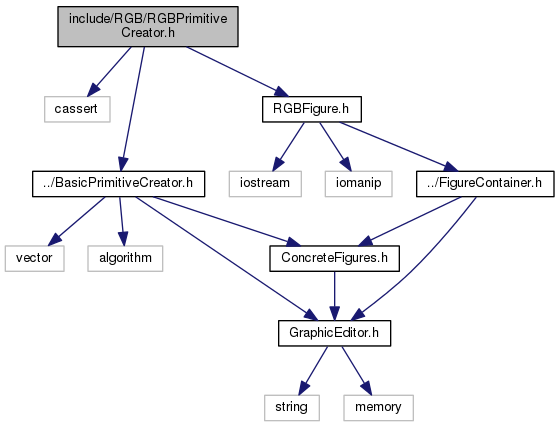 include/RGB/RGBPrimitive
Creator.h
cassert
RGBFigure.h
../BasicPrimitiveCreator.h
iostream
iomanip
../FigureContainer.h
vector
algorithm
ConcreteFigures.h
GraphicEditor.h
string
memory